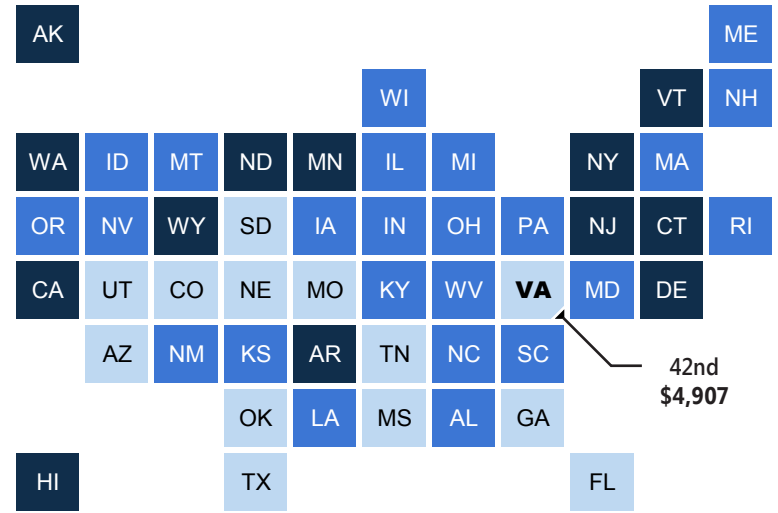 AK ME
WI VT NH
WA ID MT ND MN IL MI NY MA
OR NV WY SD IA IN OH PA NJ CT RI
CA UT CO NE MO KY WV VA MD DE
AZ NM KS AR TN NC SC
42nd
$4,907
OK LA MS AL GA
HI TX FL